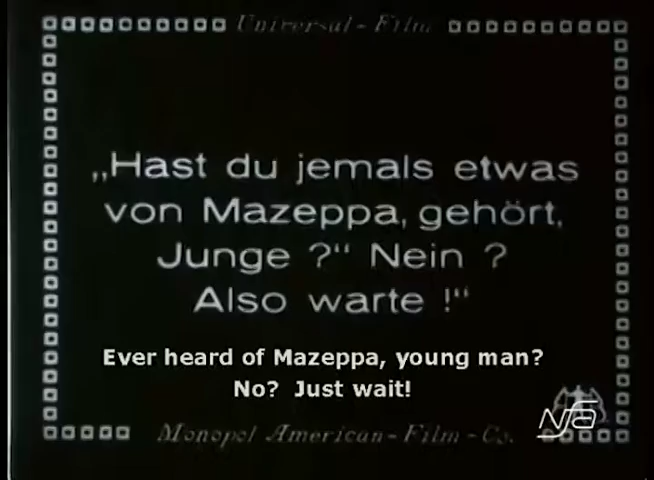 Universal-Film
„Hast du jemals etwas
von Mazeppa, gehört,
Junge ?“ Nein ?
Also warte !“
Ever heard of Mazeppa, young man?
No? Just wait!
nfa
Monopol American-Film-Co.